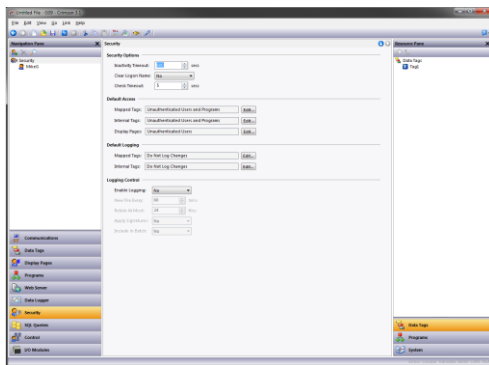 Untitled File - G09 - Crimson 3
File Edit View Go Link Help
Navigation Pane
Security
Resource Pane
Security
Security Options
Data Tags
Tag1
Inactivity Timeout: secs
Clear Logon Name: No
Check Timeout: secs
Default Access
Mapped Tags: Unauthenticated Users and Programs Edit...
Internal Tags: Unauthenticated Users and Programs Edit...
Display Pages: Unauthenticated Users Edit...
Default Logging
Mapped Tags: Do Not Log Changes Edit...
Internal Tags: Do Not Log Changes Edit...
Logging Control
Enable Logging: No
No
No
Communications
Data Tags
Display Pages
Programs
Web Server
Data Logger
Security
SQL Queries
Control
I/O Modules
Data Tags
Programs
System